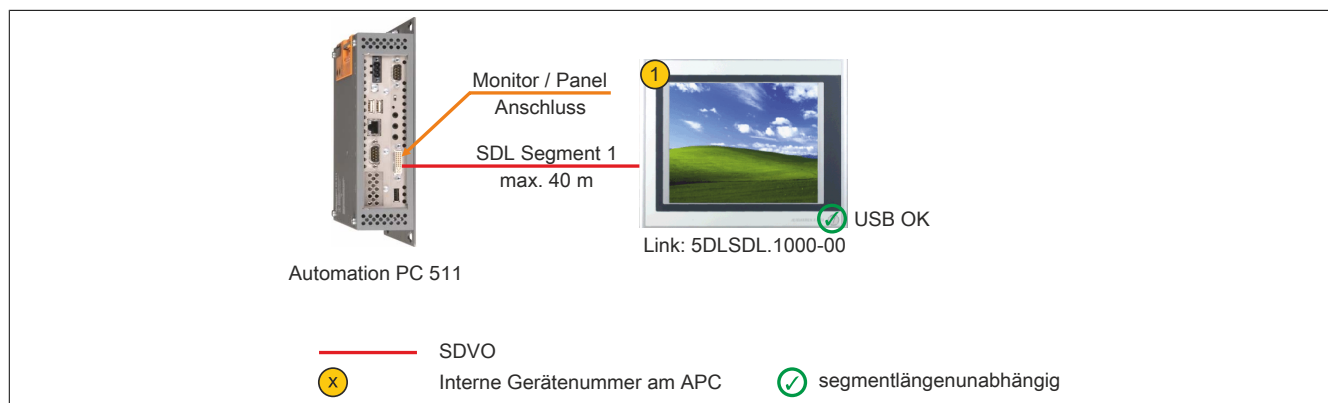 Monitor / Panel
Anschluss
SDL Segment 1
max. 40 m
1
USB OK
Link: 5DLSDL.1000-00
Automation PC 511
SDVO
x
Interne Gerätenummer am APC
segmentlängenunabhängig